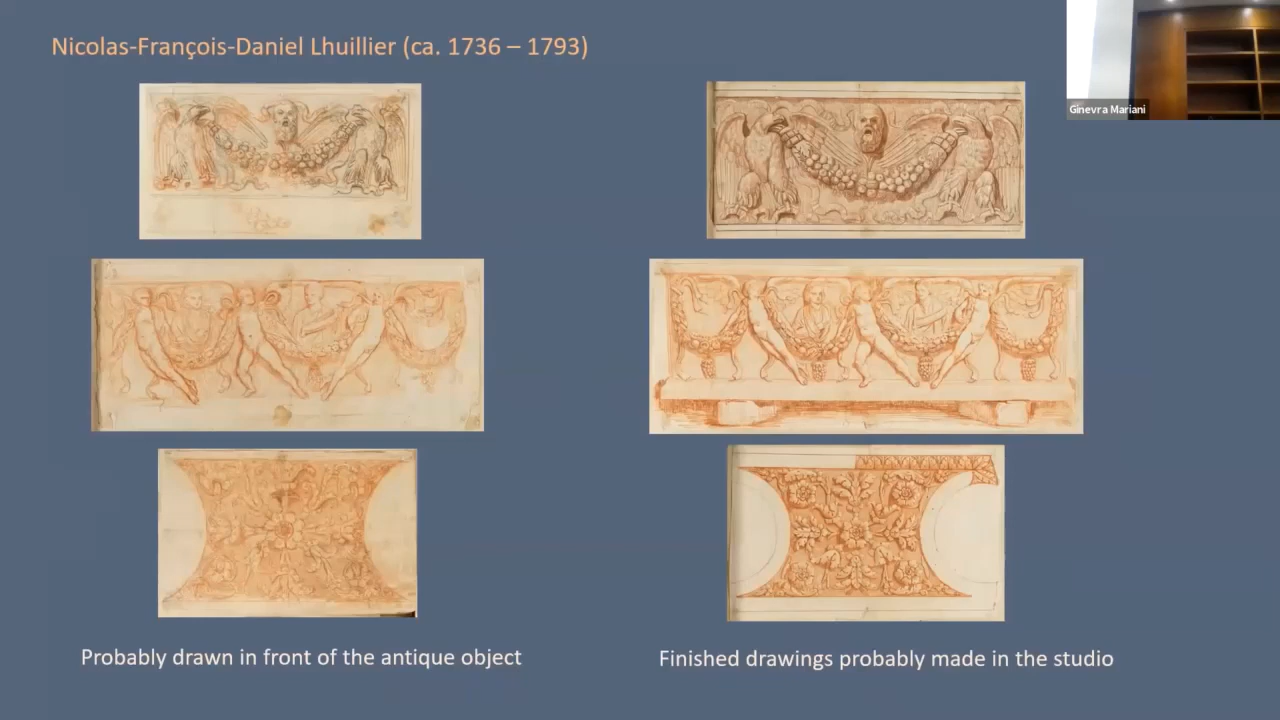 Nicolas-François-Daniel Lhuillier (ca. 1736 – 1793)
Ginevra Mariani
Probably drawn in front of the antique object
Finished drawings probably made in the studio